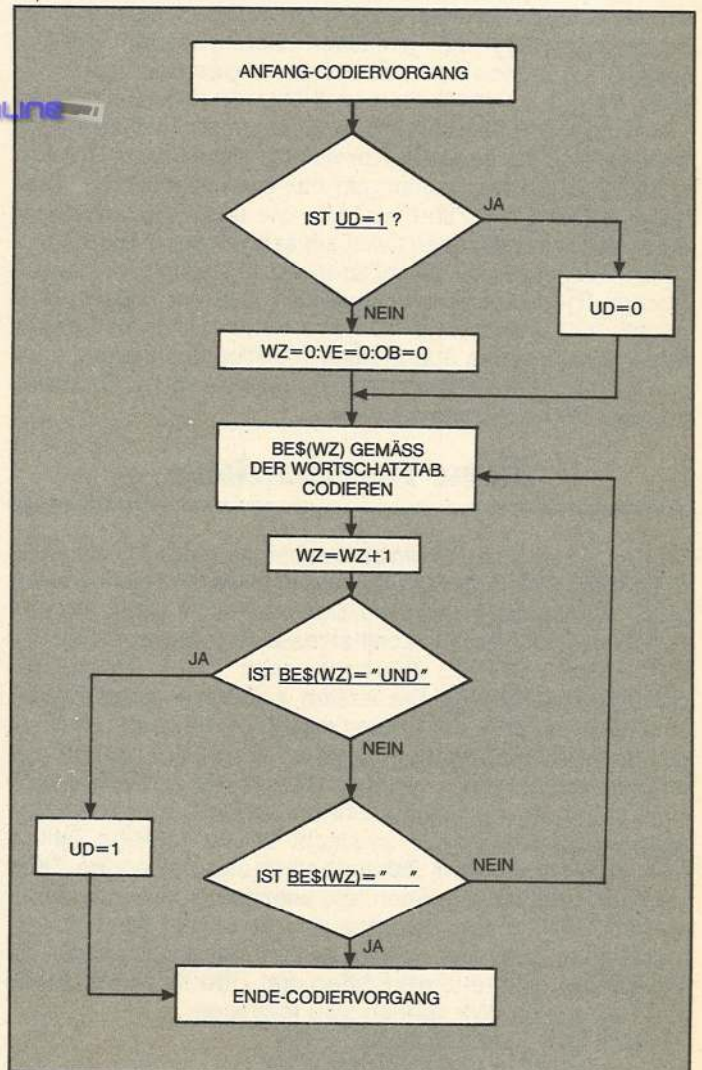 ANFANG-CODIERVORGANG
IST UD=1 ?
JA
UD=0
NEIN
WZ=0:VE=0:OB=0
BE$(WZ) GEMÄSS
DER WORTSCHATZTAB.
CODIEREN
WZ=WZ+1
JA
IST BE$(WZ)="UND"
NEIN
UD=1
IST BE$(WZ)=" "
NEIN
JA
ENDE-CODIERVORGANG